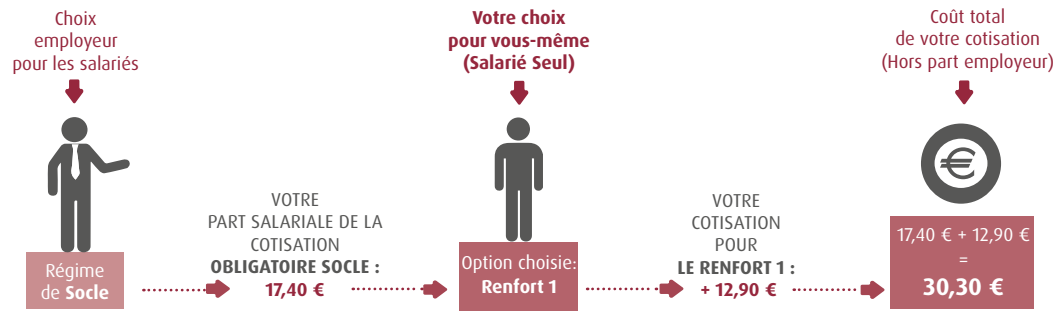 Choix
employeur
pour les salariés
Régime
de Socle
VOTRE
PART SALARIALE DE LA
COTISATION
OBLIGATOIRE SOCLE :
17,40 €
Votre choix
pour vous-même
(Salarié Seul)
Option choisie:
Renfort 1
VOTRE
COTISATION
POUR
LE RENFORT 1 :
+ 12,90 €
Coût total
de votre cotisation
(Hors part employeur)
€
17,40 € + 12,90 €
=
30,30 €